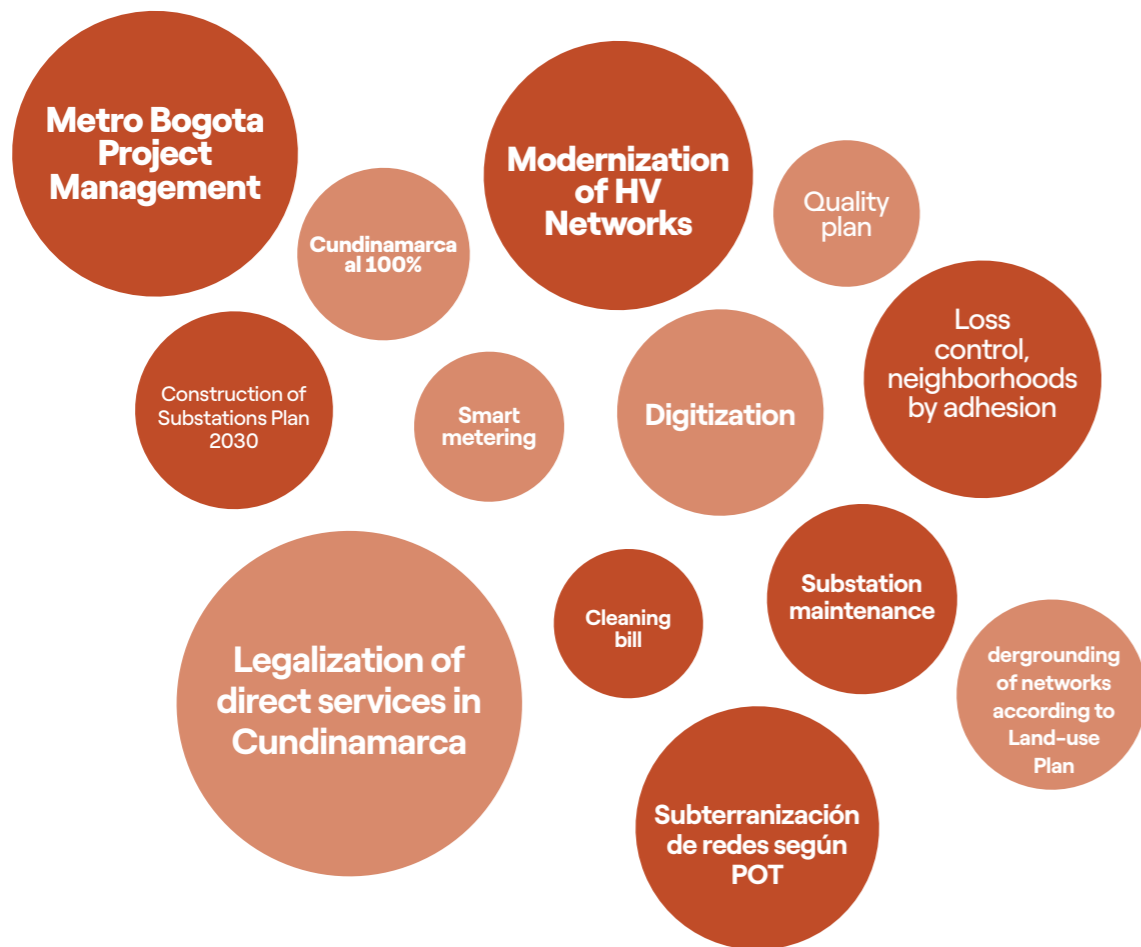 Metro Bogota
Project
Management
Cundinamarca
al 100%
Modernization
of HV
Networks
Quality
plan
Construction of
Substations Plan
2030
Smart
metering
Digitization
Loss
control,
neighborhoods
by adhesion
Legalization of
direct services in
Cundinamarca
Cleaning
bill
Substation
maintenance
dergrounding
of networks
according to
Land-use
Plan
Subterranización
de redes según
POT